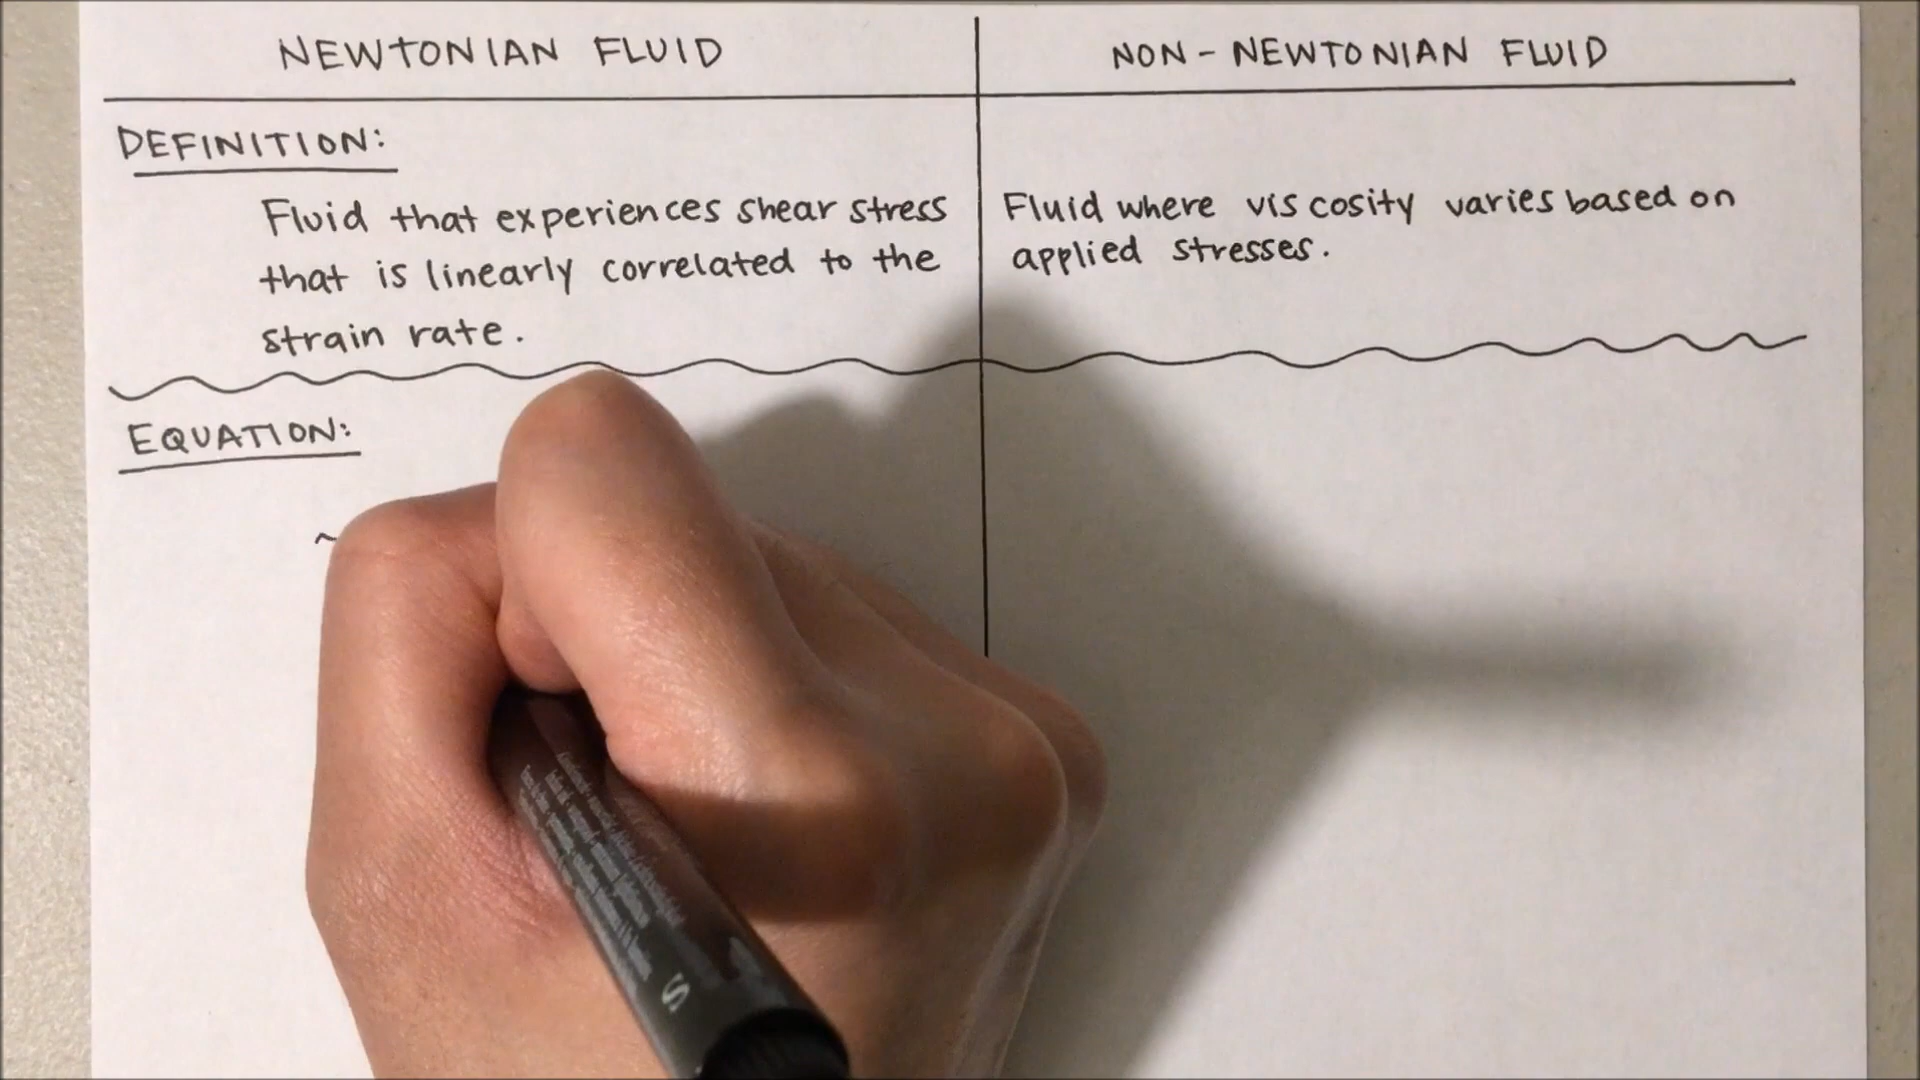 NEWTONIAN FLUID
NON-NEWTONIAN FLUID
DEFINITION:
Fluid that experiences shear stress
that is linearly correlated to the
strain rate.
Fluid where viscosity varies based on
applied stresses.
EQUATION:
S